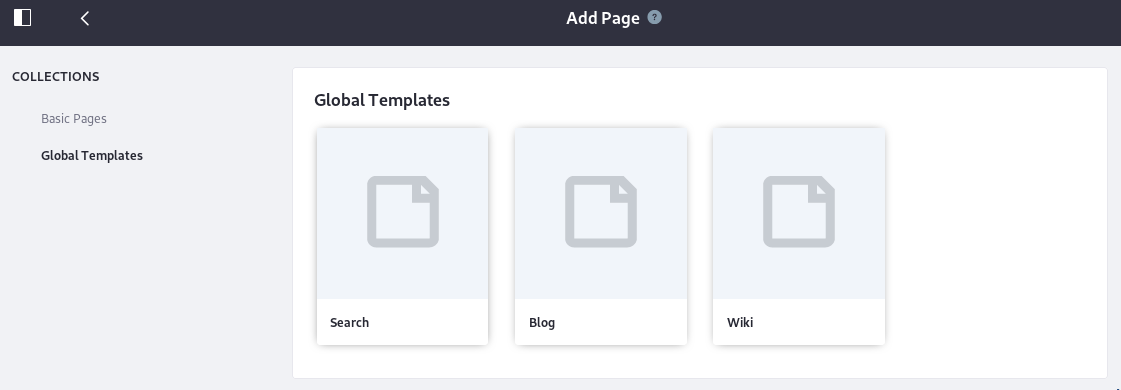 Add Page ?
COLLECTIONS
Basic Pages
Global Templates
Global Templates
Search
Blog
Wiki